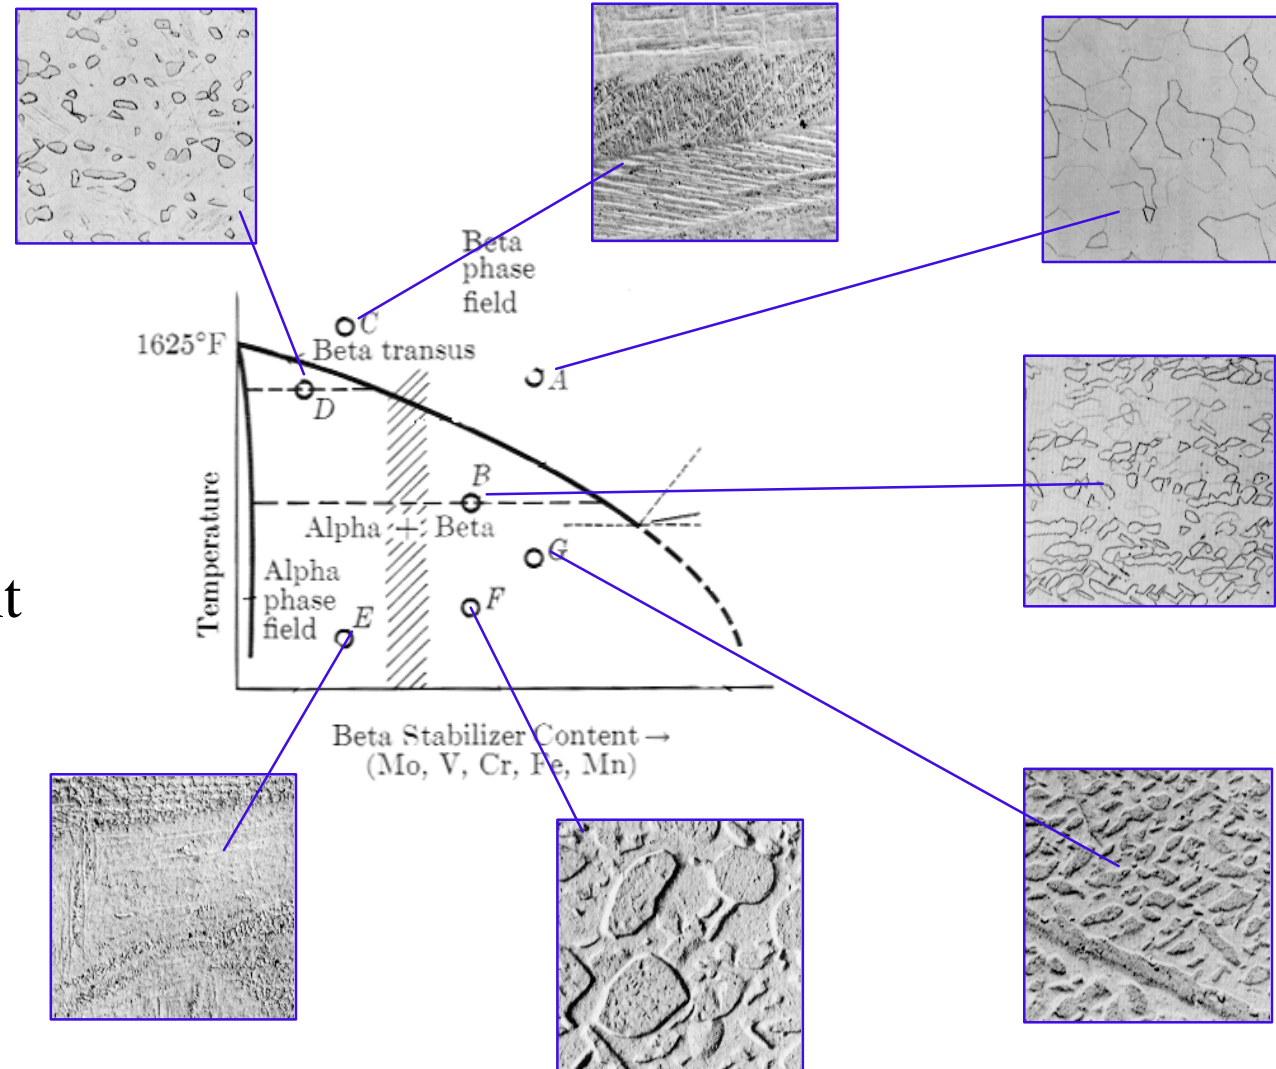 Beta
phase
field
C
1625°F
Beta transus
A
D
B
Alpha + Beta
G
Alpha
phase
field
F
E
Temperature
Beta Stabilizer Content →
(Mo, V, Cr, Fe, Mn)